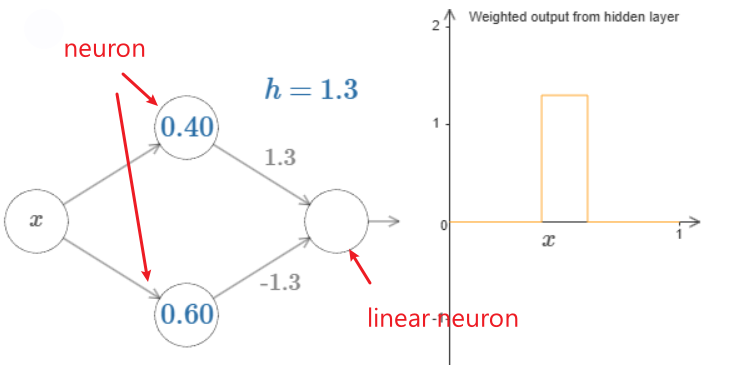 neuron
h = 1.3
0.40
1.3
x
-1.3
0.60
linear-neuron
Weighted output from hidden layer
2
1
0
x
1
-1